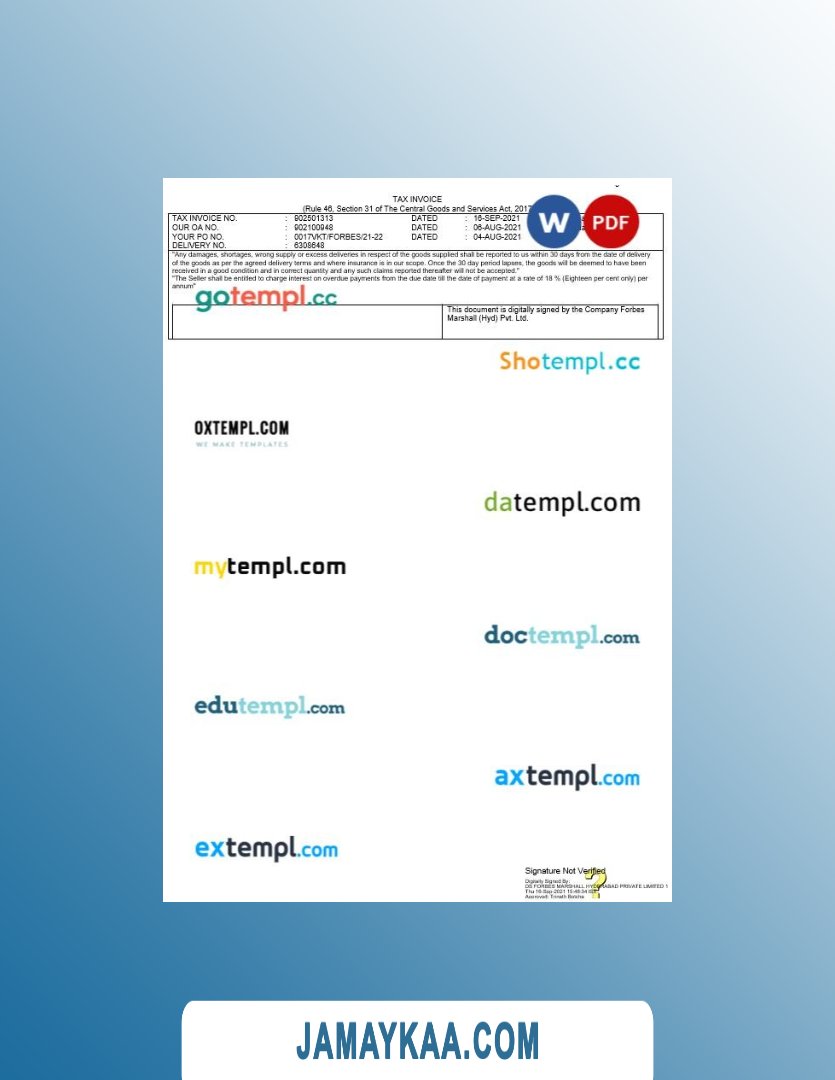 TAX INVOICE
(Rule 46, Section 31 of The Central Goods and Services Act, 2017
TAX INVOICE NO. : 902501313 DATED : 16-SEP-2021
OUR OA NO. : 902100948 DATED : 06-AUG-2021
YOUR PO NO. : 0017VKT/FORBES/21-22 DATED : 04-AUG-2021
DELIVERY NO. : 6308648
W PDF
"Any damages, shortages, wrong supply or excess deliveries in respect of the goods supplied shall be reported to us within 30 days from the date of delivery
of the goods as per the agreed delivery terms and where insurance is in our scope. Once the 30 day period lapses, the goods will be deemed to have been
received in a good condition and in correct quantity and any such claims reported thereafter will not be accepted."
"The Seller shall be entitled to charge interest on overdue payments from the due date till the date of payment at a rate of 18 % (Eighteen per cent only) per
annum"
gotempl.cc
This document is digitally signed by the Company Forbes
Marshall (Hyd) Pvt. Ltd.
Shotempl.cc
OXTEMPL.COM
WE MAKE TEMPLATES
datempl.com
mytempl.com
doctempl.com
edutempl.com
axtempl.com
extempl.com
Signature Not Verified
?
Digitally Signed By:
DS FORBES MARSHALL HYDERABAD PRIVATE LIMITED 1
Thu 16-Sep-2021 15:48:34 IST
Approved: Trinath Botcha
JAMAYKAA.COM